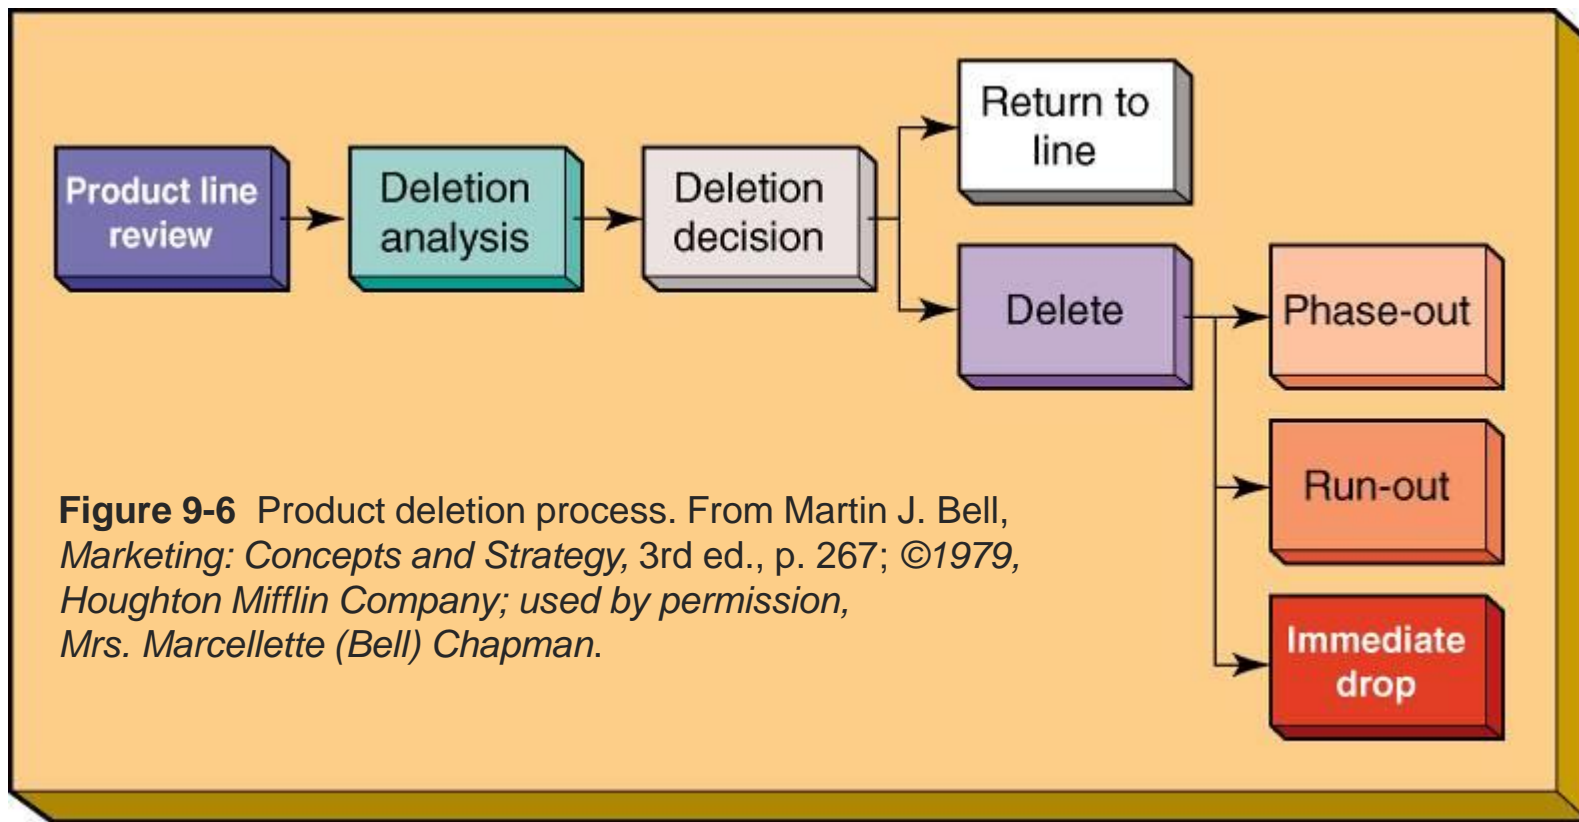 Product line
review
Deletion
analysis
Deletion
decision
Return to
line
Delete
Phase-out
Run-out
Immediate
drop
Figure 9-6 Product deletion process. From Martin J. Bell,
Marketing: Concepts and Strategy, 3rd ed., p. 267; ©1979,
Houghton Mifflin Company; used by permission,
Mrs. Marcellette (Bell) Chapman.